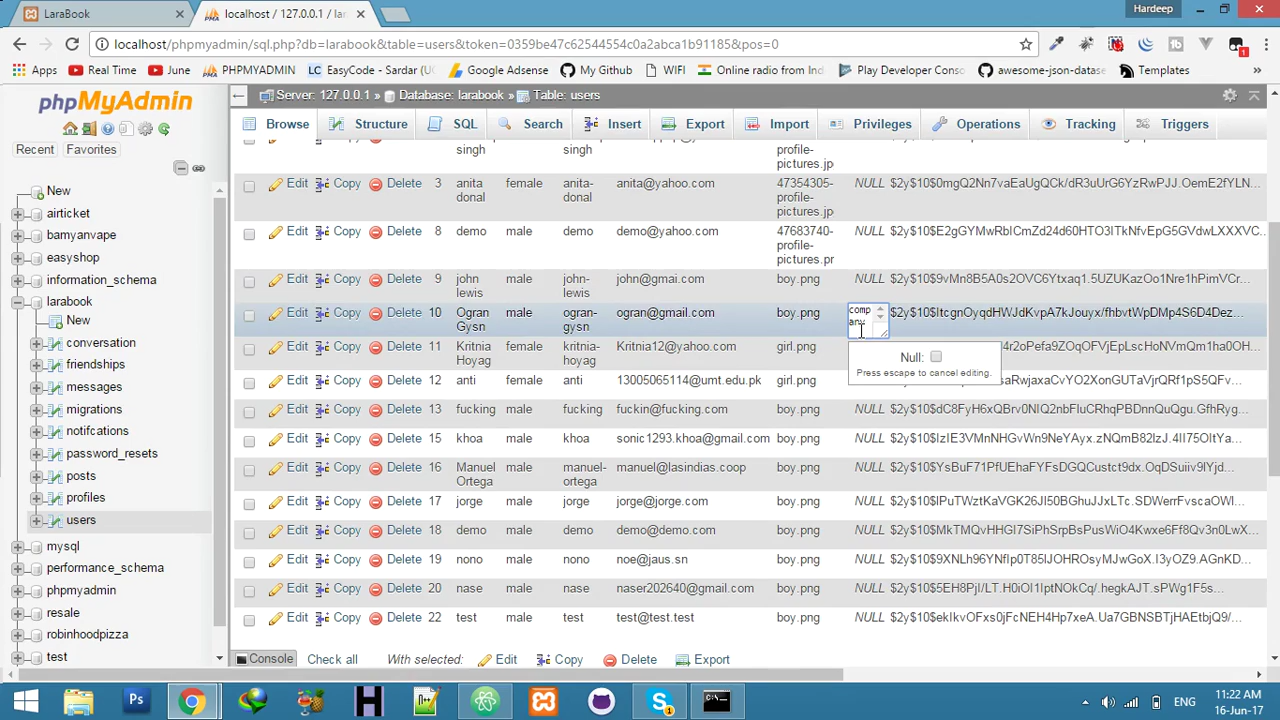 LaraBook
localhost / 127.0.0.1 / lar
Hardeep
localhost/phpmyadmin/sql.php?db=larabook&table=users&token=0359be47c62544554c0a2abca1b91185&pos=0
Apps Real Time June PHPMYADMIN EasyCode - Sardar (U Google Adsense My Github WIFI Online radio from Ind Play Developer Consol awesome-json-datase Templates »
phpMyAdmin
Recent Favorites
New
airticket
bamyanvape
easyshop
information_schema
larabook
New
conversation
friendships
messages
migrations
notifcations
password_resets
posts
profiles
users
mysql
performance_schema
phpmyadmin
resale
robinhoodpizza
test
Server: 127.0.0.1 » Database: larabook » Table: users
Browse Structure SQL Search Insert Export Import Privileges Operations Tracking Triggers
singh singh profile-
pictures.jp
Edit Copy Delete 3 anita female anita- anita@yahoo.com 47354305- NULL
donal donal profile-
pictures.jp
Edit Copy Delete 8 demo male demo demo@yahoo.com 47683740- NULL
profile-
pictures.pr
Edit Copy Delete 9 john male john- john@gmai.com boy.png NULL
lewis lewis
Edit Copy Delete 10 Ogran male ogran- ogran@gmail.com boy.png comp
Gysn gysn any
Edit Copy Delete 11 Kritnia female kritnia- Kritnia12@yahoo.com girl.png
Hoyag hoyag
Null:
Press escape to cancel editing.
Edit Copy Delete 12 anti female anti 13005065114@umt.edu.pk girl.png
Edit Copy Delete 13 fucking male fucking fuckin@fucking.com boy.png NULL
Edit Copy Delete 15 khoa male khoa sonic1293.khoa@gmail.com boy.png NULL
Edit Copy Delete 16 Manuel male manuel- manuel@lasindias.coop boy.png NULL
Ortega ortega
Edit Copy Delete 17 jorge male jorge jorge@jorge.com boy.png NULL
Edit Copy Delete 18 demo male demo demo@demo.com boy.png NULL
Edit Copy Delete 19 nono male nono noe@jaus.sn boy.png NULL
Edit Copy Delete 20 nase male nase naser202640@gmail.com boy.png NULL
Edit Copy Delete 22 test male test test@test.test boy.png NULL
Console Check all With selected: Edit Copy Delete Export
ENG
11:22 AM
16-Jun-17